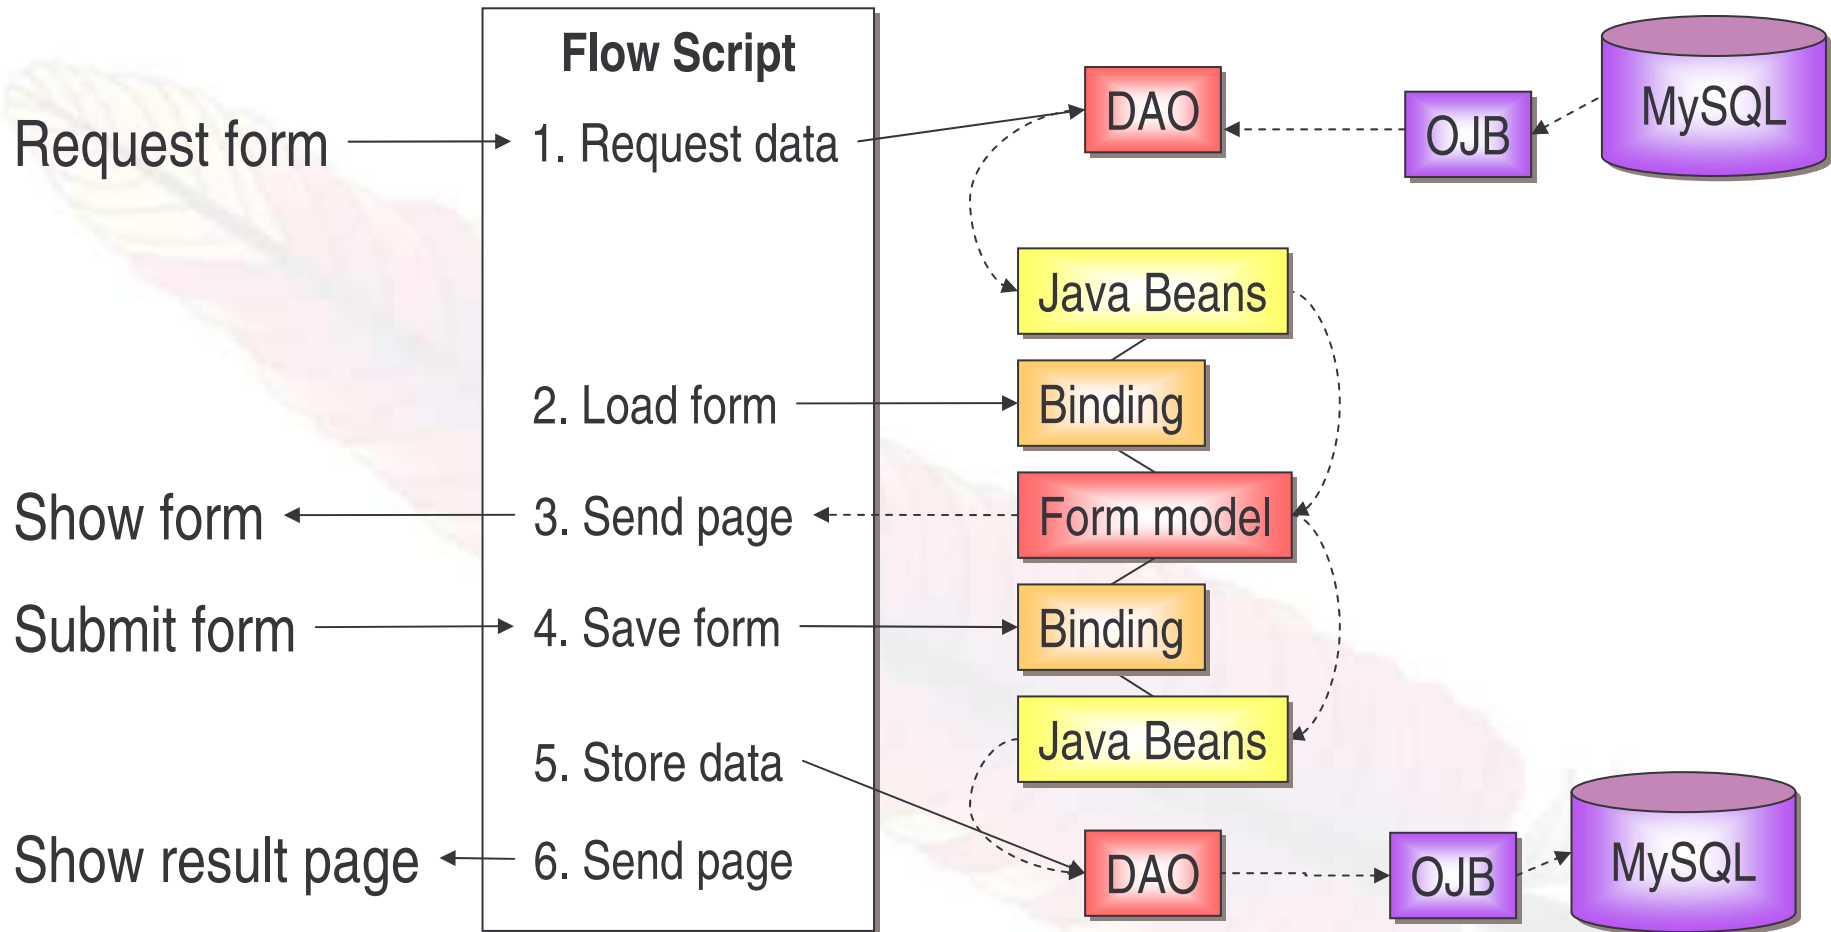 Flow Script
Request form
1. Request data
DAO
OJB
MySQL
Java Beans
2. Load form
Binding
Show form
3. Send page
Form model
Submit form
4. Save form
Binding
Java Beans
5. Store data
Show result page
6. Send page
DAO
OJB
MySQL